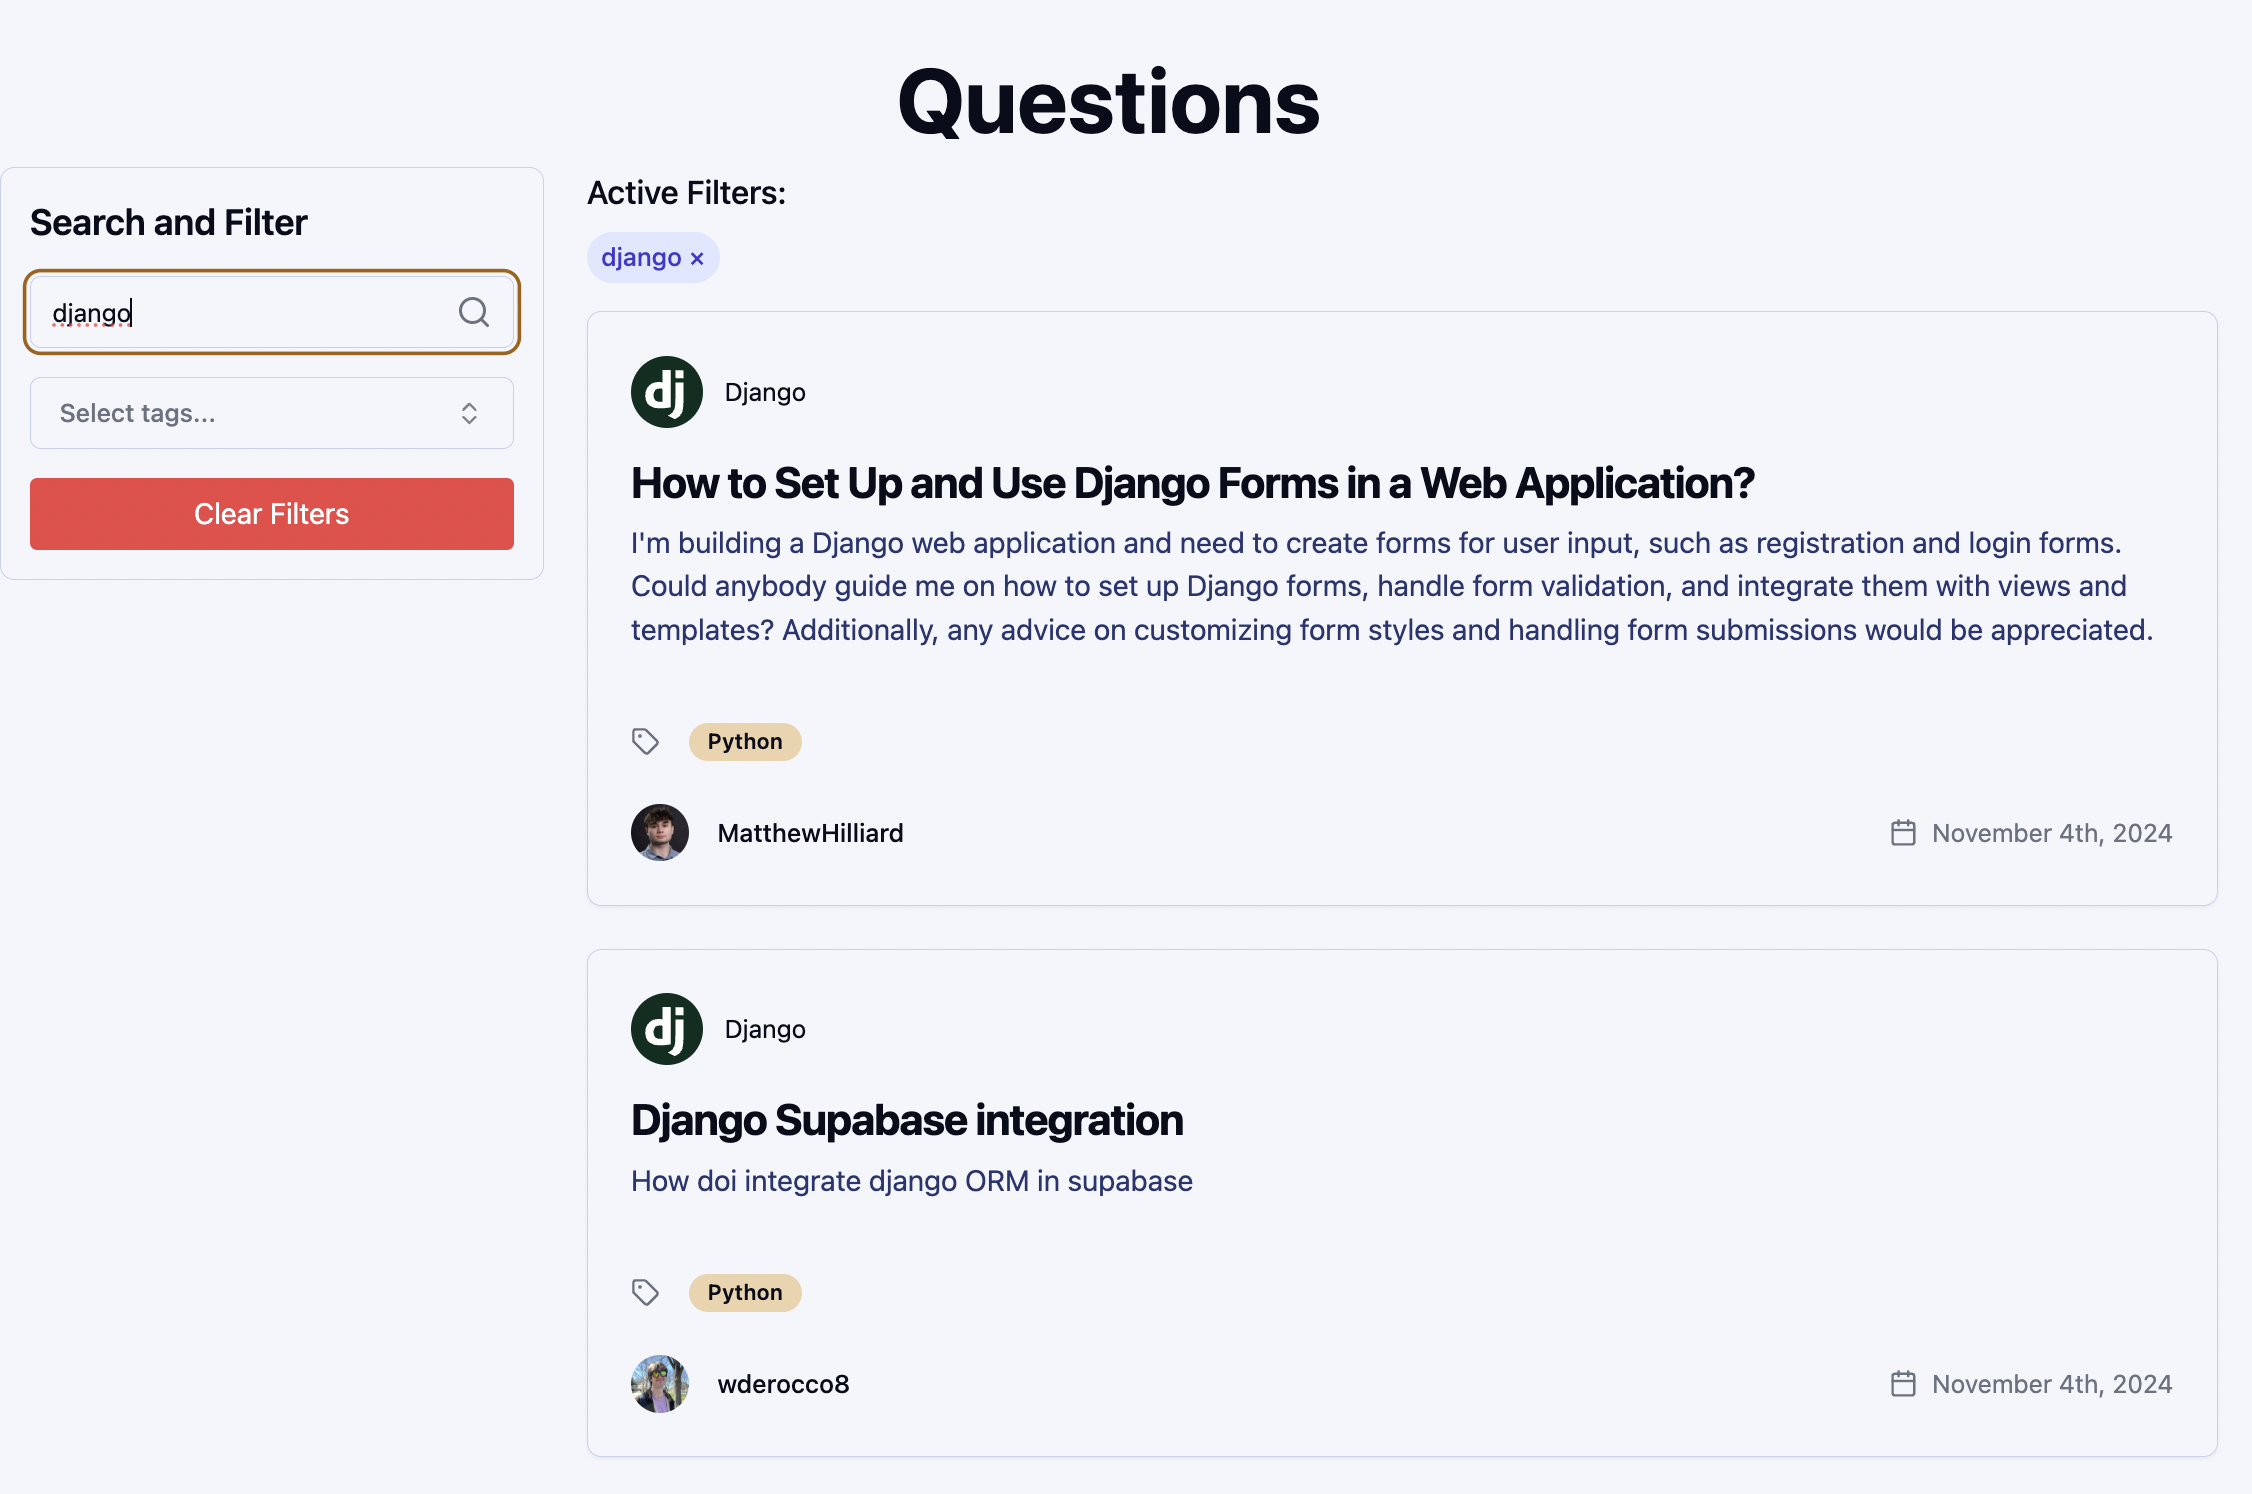 Questions
Search and Filter
django
Select tags...
Clear Filters
Active Filters:
django ×
dj
Django
How to Set Up and Use Django Forms in a Web Application?
I'm building a Django web application and need to create forms for user input, such as registration and login forms.
Could anybody guide me on how to set up Django forms, handle form validation, and integrate them with views and
templates? Additionally, any advice on customizing form styles and handling form submissions would be appreciated.
Python
MatthewHilliard
November 4th, 2024
dj
Django
Django Supabase integration
How doi integrate django ORM in supabase
Python
wderocco8
November 4th, 2024